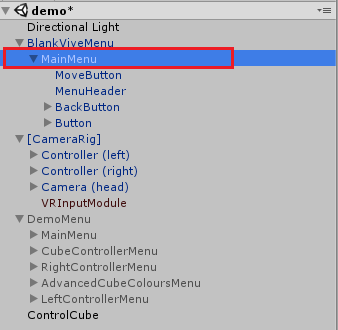 demo*
Directional Light
BlankViveMenu
MainMenu
MoveButton
MenuHeader
BackButton
Button
[CameraRig]
Controller (left)
Controller (right)
Camera (head)
VRInputModule
DemoMenu
MainMenu
CubeControllerMenu
RightControllerMenu
AdvancedCubeColoursMenu
LeftControllerMenu
ControlCube